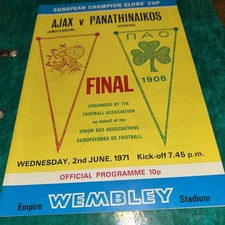 EUROPEAN CHAMPION CLUBS' CUP
AJAX v PANATHINAIKOS
(AMSTERDAM) (ATHENS)
ΠΑΟ
1908
FINAL
ORGANISED BY THE
FOOTBALL ASSOCIATION
on behalf of the
UNION DES ASSOCIATIONS
EUROPEENNES DE FOOTBALL
WEDNESDAY, 2nd JUNE, 1971 Kick-off 7.45 p.m.
OFFICIAL PROGRAMME 10p
Empire WEMBLEY Stadium